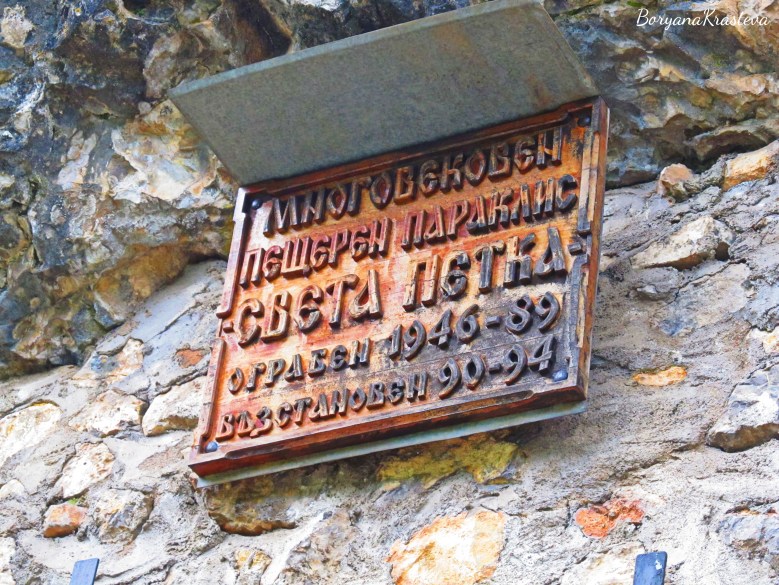 BoryanaKrasteva
МНОГОВЕКОВЕН
ПЕЩЕРЕН ПАРАКЛИС
СВЕТА ПЕТКА
ОГРАБЕН 1946-89
ВЪЗСТАНОВЕН 90-94